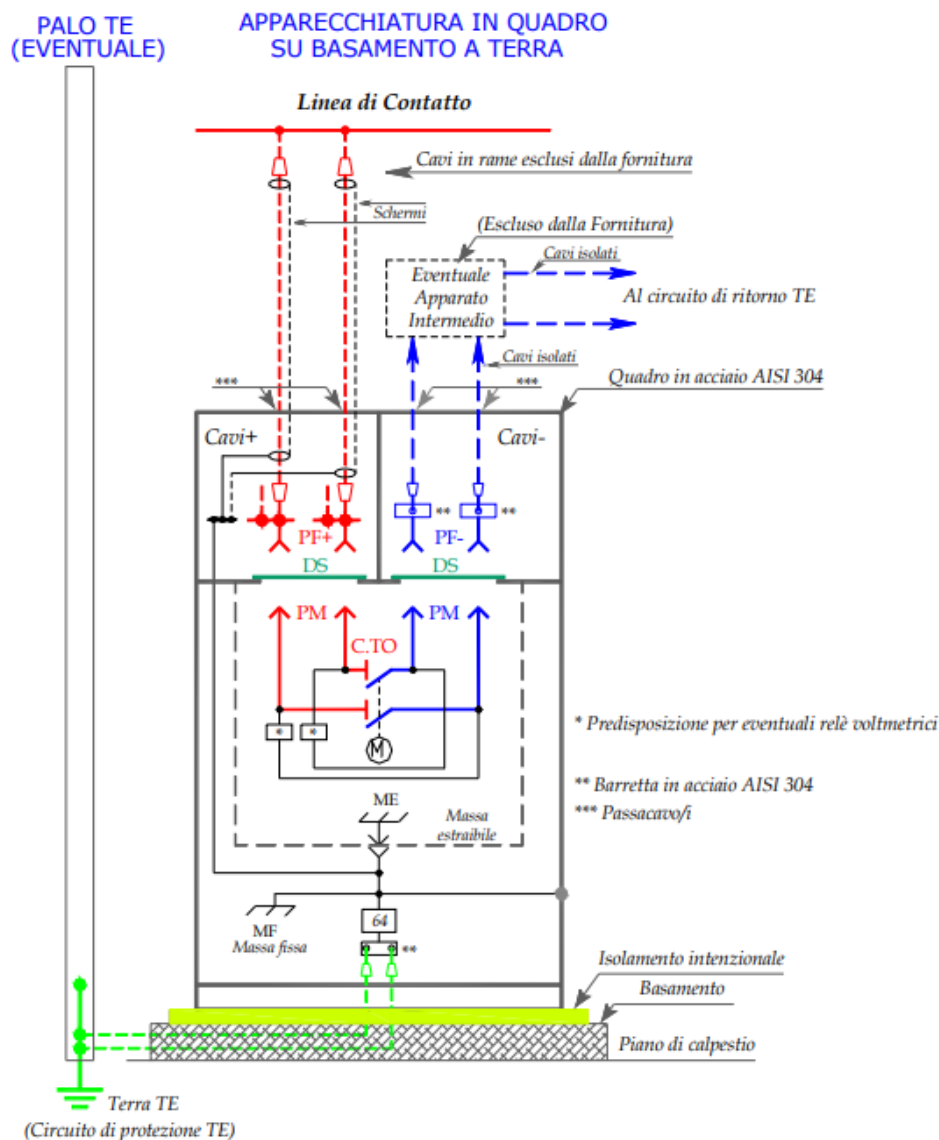 PALO TE
(EVENTUALE)
APPARECCHIATURA IN QUADRO
SU BASAMENTO A TERRA
Linea di Contatto
Cavi in rame esclusi dalla fornitura
Schermi
(Escluso dalla Fornitura)
Cavi isolati
Eventuale
Apparato
Intermedio
Al circuito di ritorno TE
Cavi isolati
***
***
Quadro in acciaio AISI 304
Cavi+
Cavi-
**
**
PF+
PF-
DS
DS
PM
PM
C.TO
*
*
M
* Predisposizione per eventuali relè voltmetrici
** Barretta in acciaio AISI 304
*** Passacavo/i
ME
Massa
estraibile
64
MF
Massa fissa
**
Isolamento intenzionale
Basamento
Piano di calpestio
Terra TE
(Circuito di protezione TE)